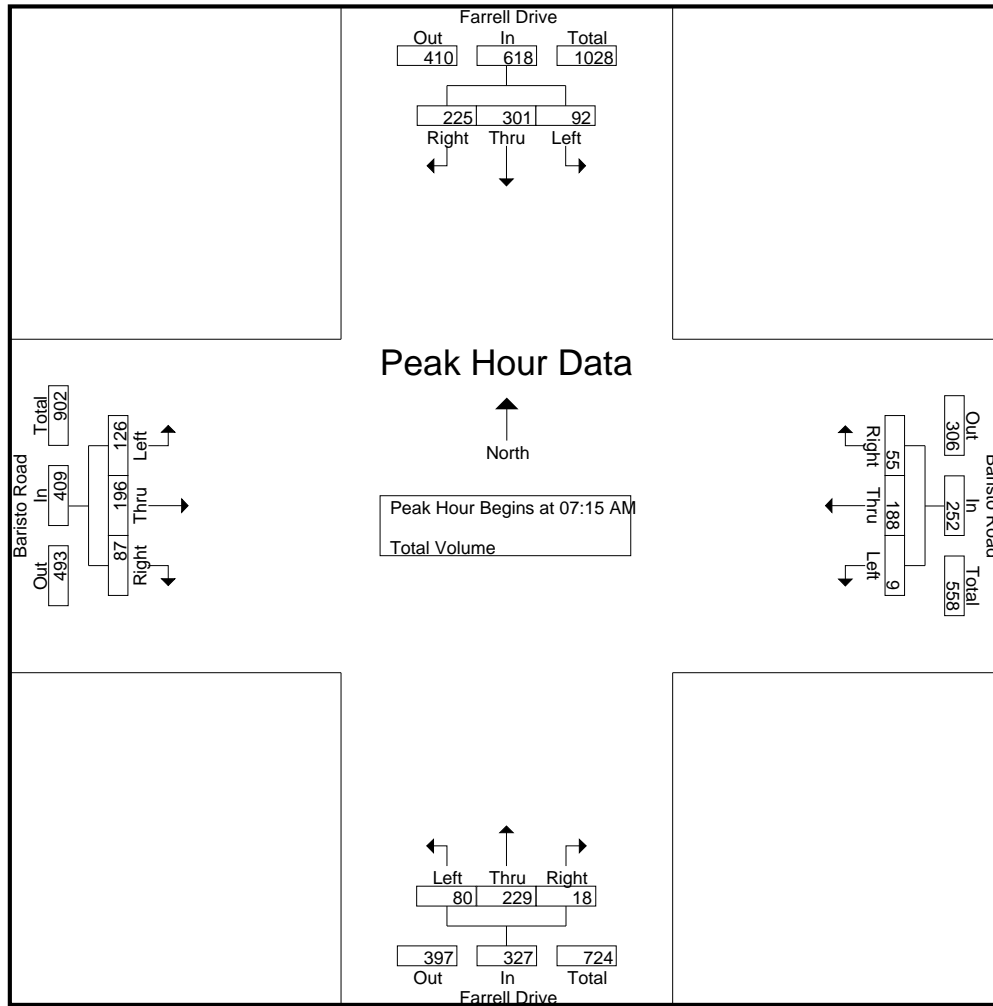 Farrell Drive
Out In Total
410 618 1028
225 301 92
Right Thru Left
Peak Hour Data
North
Peak Hour Begins at 07:15 AM
Total Volume
Baristo Road
Out In Total
493 409 902
Right Thru Left
87 196 126
Baristo Road
Out In Total
306 252 558
Right Thru Left
55 188 9
Left Thru Right
80 229 18
397 327 724
Out In Total
Farrell Drive